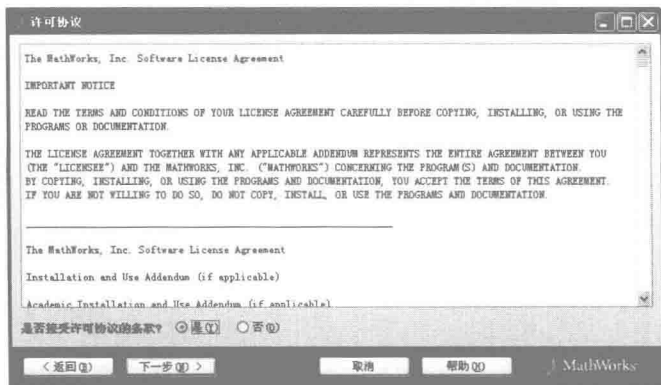 许可协议
The MathWorks, Inc. Software License Agreement
IMPORTANT NOTICE
READ THE TERMS AND CONDITIONS OF YOUR LICENSE AGREEMENT CAREFULLY BEFORE COPYING, INSTALLING, OR USING THE
PROGRAMS OR DOCUMENTATION.
THE LICENSE AGREEMENT TOGETHER WITH ANY APPLICABLE ADDENDUM REPRESENTS THE ENTIRE AGREEMENT BETWEEN YOU
(THE "LICENSEE") AND THE MATHWORKS, INC. ("MATHWORKS") CONCERNING THE PROGRAM(S) AND DOCUMENTATION.
BY COPYING, INSTALLING, OR USING THE PROGRAMS AND DOCUMENTATION, YOU ACCEPT THE TERMS OF THIS AGREEMENT.
IF YOU ARE NOT WILLING TO DO SO, DO NOT COPY, INSTALL, OR USE THE PROGRAMS AND DOCUMENTATION.
The MathWorks, Inc. Software License Agreement
Installation and Use Addendum (if applicable)
Academic Installation and Use Addendum (if applicable)
是否接受许可协议的条款? 是(Y) 否(O)
< 返回(B) 下一步(N) > 取消 帮助(H) MathWorks